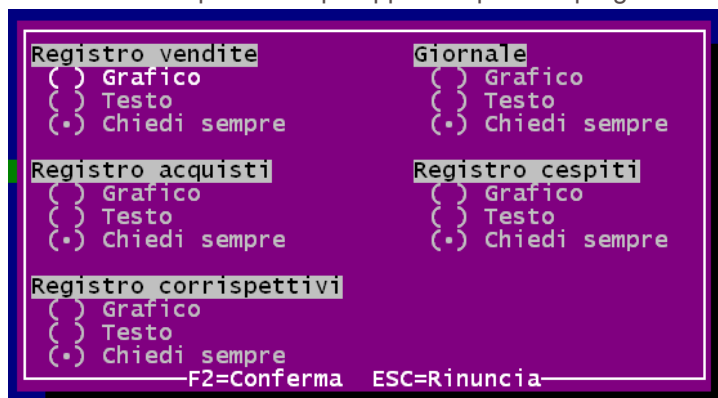 Registro vendite
( ) Grafico
( ) Testo
(•) Chiedi sempre
Giornale
( ) Grafico
( ) Testo
(•) Chiedi sempre
Registro acquisti
( ) Grafico
( ) Testo
(•) Chiedi sempre
Registro cespiti
( ) Grafico
( ) Testo
(•) Chiedi sempre
Registro corrispettivi
( ) Grafico
( ) Testo
(•) Chiedi sempre
F2=Conferma ESC=Rinuncia